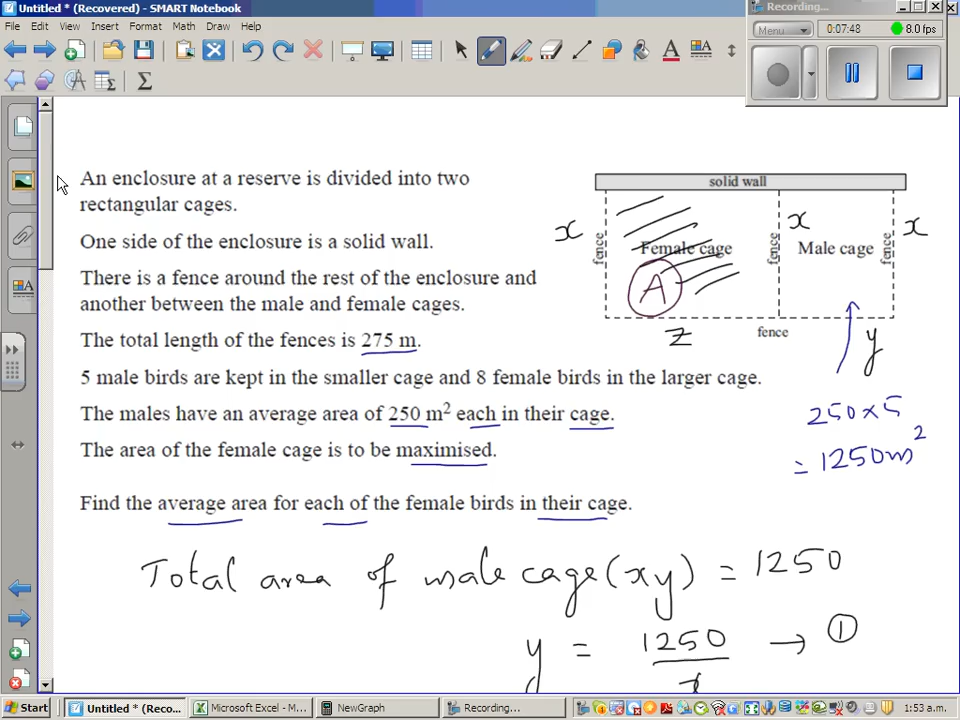 Untitled * (Recovered) - SMART Notebook
Recording...
File Edit View Insert Format Math Draw Help
Menu
0:07:48
8.0 fps
An enclosure at a reserve is divided into two
rectangular cages.
One side of the enclosure is a solid wall.
There is a fence around the rest of the enclosure and
another between the male and female cages.
The total length of the fences is 275 m.
5 male birds are kept in the smaller cage and 8 female birds in the larger cage.
The males have an average area of 250 m² each in their cage.
The area of the female cage is to be maximised.
Find the average area for each of the female birds in their cage.
solid wall
x
x
x
fence
Female cage
fence
Male cage
fence
A
z
fence
y
250 x 5
= 1250m²
Total area of male cage (xy) = 1250
y = 1250 → ①
x
Start
Untitled * (Reco...
Microsoft Excel - M...
NewGraph
Recording...
1:53 a.m.